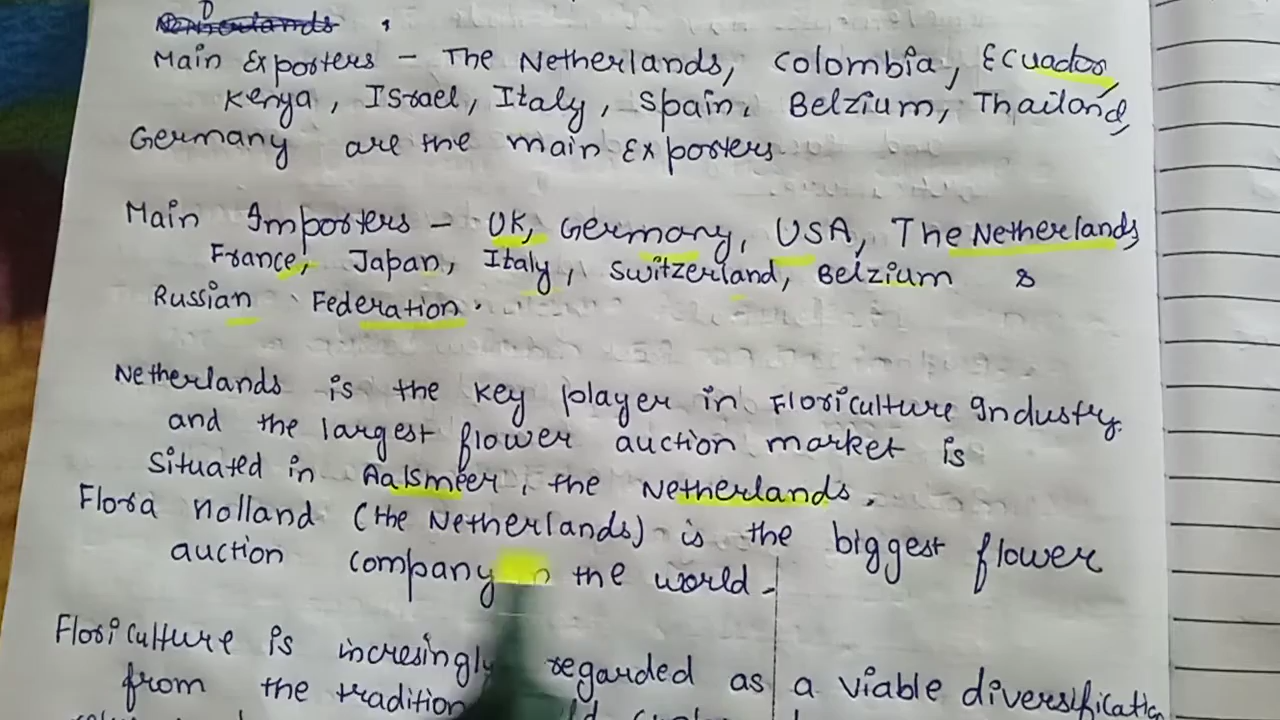 Main Exporters - The Netherlands, Colombia, Ecuador,
Kenya, Israel, Italy, Spain, Belzium, Thailand,
Germany are the main Exporters
Main Importers - UK, Germany, USA, The Netherlands
France, Japan, Italy, Switzerland, Belzium &
Russian Federation.
Netherlands is the key player in Floriculture Industry.
and the largest flower auction market is
situated in Aalsmeer, the Netherlands.
Flora Holland (the Netherlands) is the biggest flower
auction company the world.
Floriculture is incresingly regarded as a viable diversification
from the